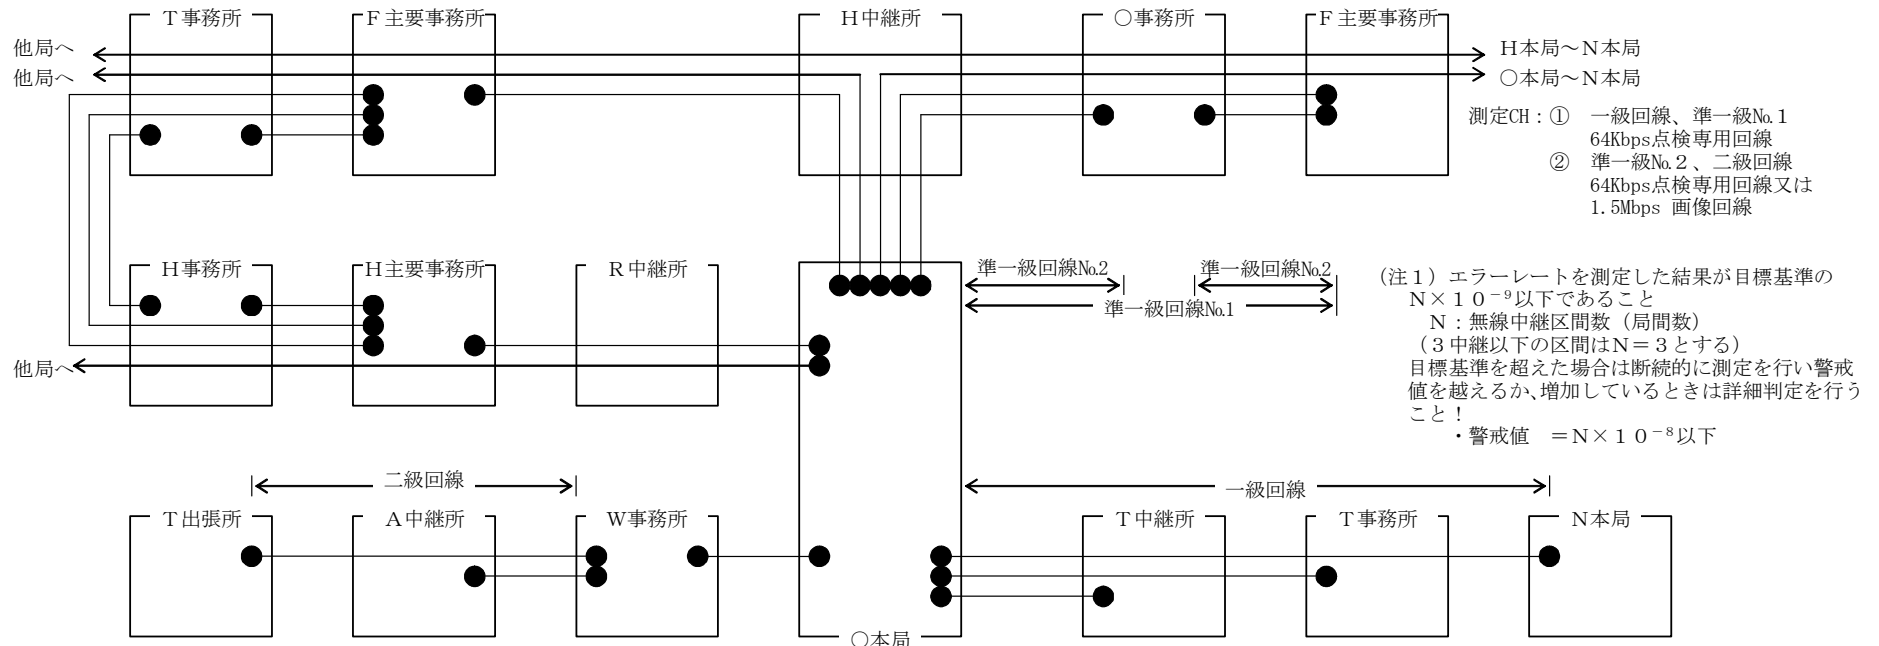 Ｔ事務所
Ｆ主要事務所
Ｈ中継所
○事務所
Ｆ主要事務所
他局へ
Ｈ本局～Ｎ本局
他局へ
○本局～Ｎ本局
測定CH：①　一級回線、準一級№１
64Kbps点検専用回線
②　準一級№２、二級回線
64Kbps点検専用回線又は
1.5Mbps 画像回線
Ｈ事務所
Ｈ主要事務所
Ｒ中継所
準一級回線№2
準一級回線№2
準一級回線№1
（注１）エラーレートを測定した結果が目標基準の
Ｎ×１０⁻⁹以下であること
Ｎ：無線中継区間数（局間数）
（３中継以下の区間はＮ＝３とする）
目標基準を超えた場合は断続的に測定を行い警戒
値を越えるか、増加しているときは詳細判定を行う
こと！
・警戒値　＝Ｎ×１０⁻⁸以下
他局へ
二級回線
一級回線
Ｔ出張所
Ａ中継所
Ｗ事務所
Ｔ中継所
Ｔ事務所
Ｎ本局
○本局